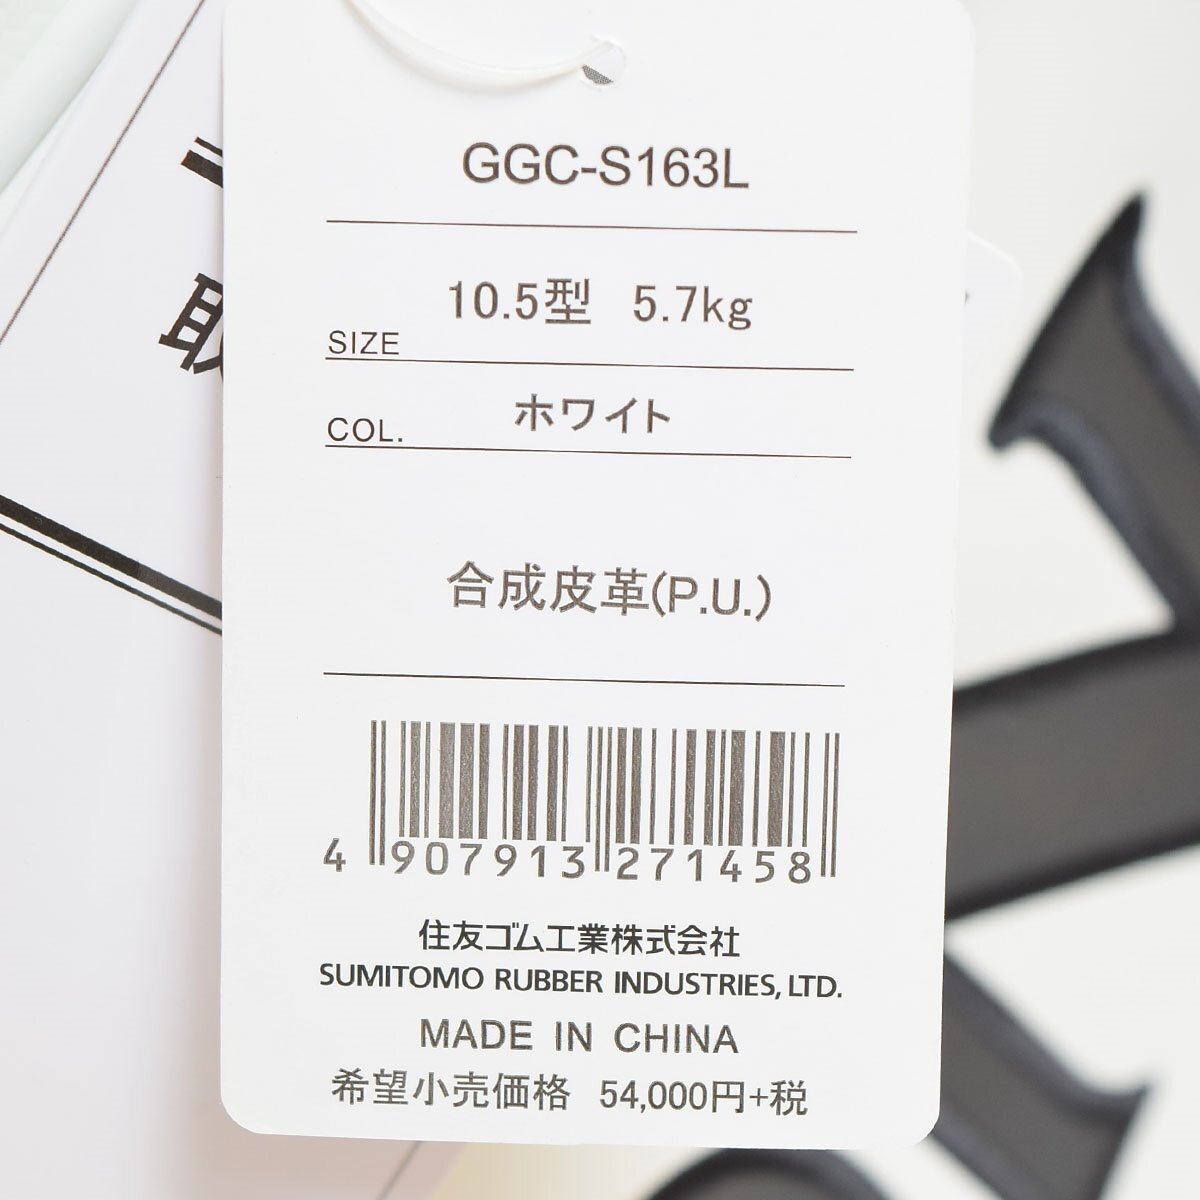 GGC-S163L
10.5型 5.7kg
SIZE
ホワイト
COL.
合成皮革(P.U.)
4 907913 271458
住友ゴム工業株式会社
SUMITOMO RUBBER INDUSTRIES, LTD.
MADE IN CHINA
希望小売価格 54,000円+税